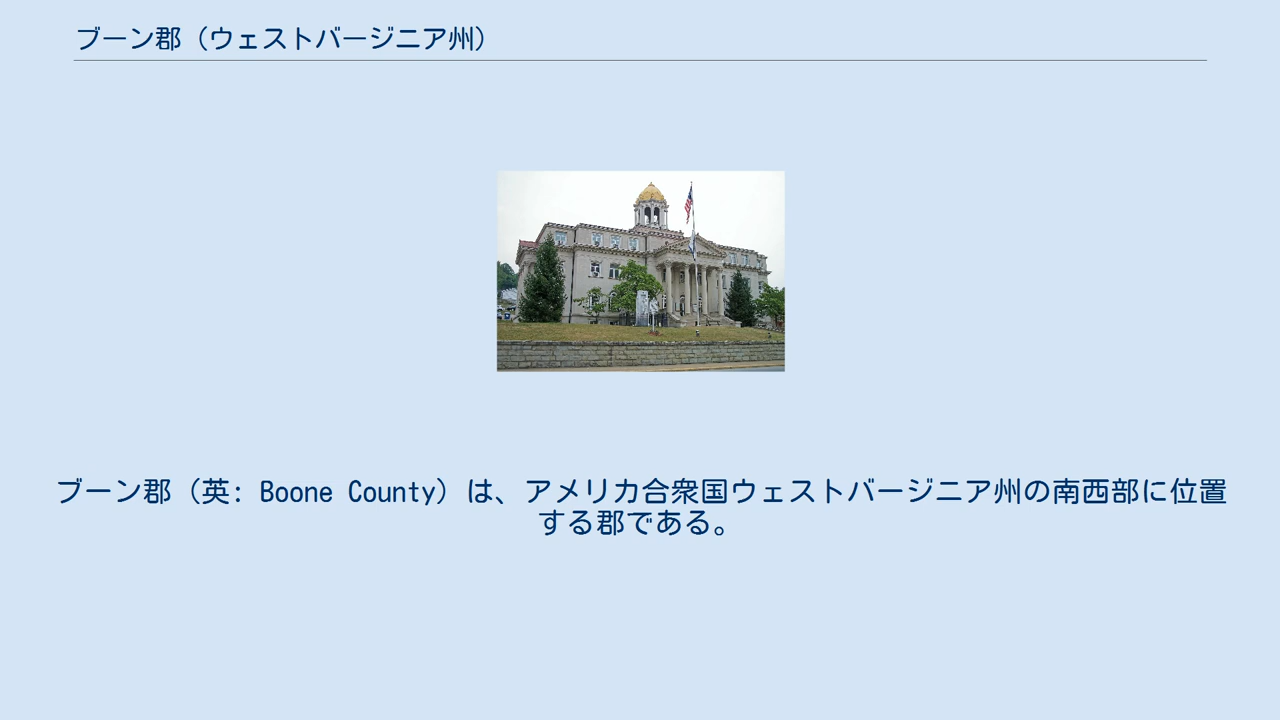 ブーン郡（ウェストバージニア州）
ブーン郡（英: Boone County）は、アメリカ合衆国ウェストバージニア州の南西部に位置
する郡である。